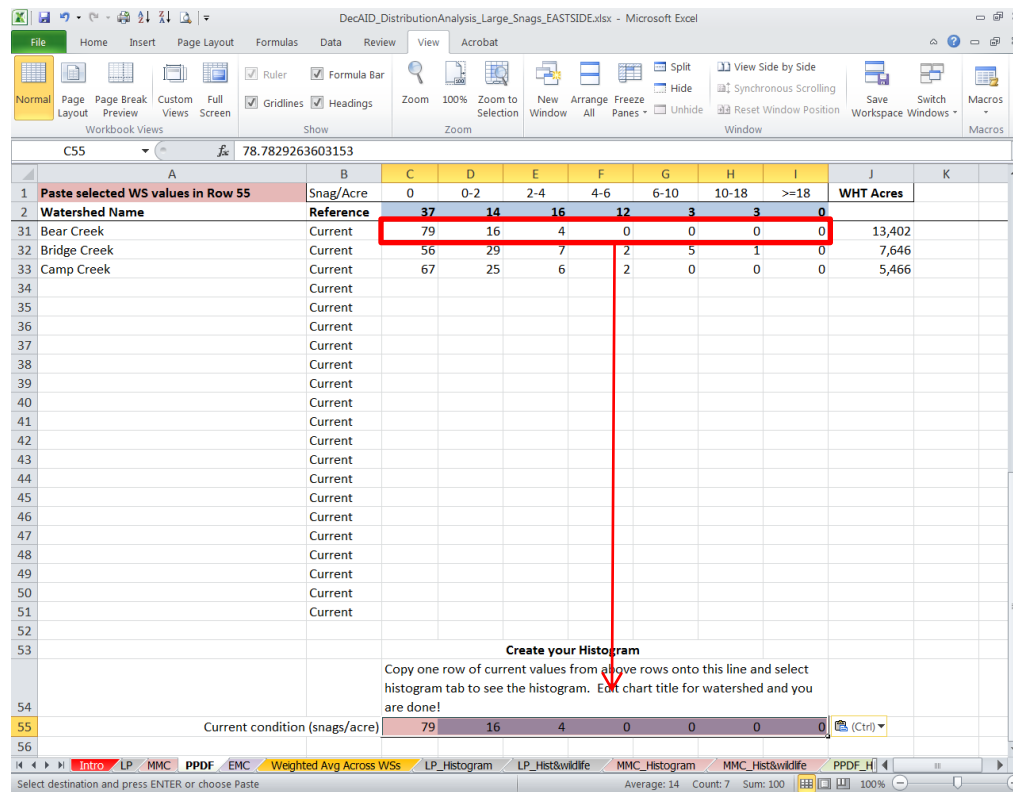 DecAID_DistributionAnalysis_Large_Snags_EASTSIDE.xlsx - Microsoft Excel
File Home Insert Page Layout Formulas Data Review View Acrobat
Normal Page Layout Page Break Preview Custom Views Full Screen
Workbook Views
Ruler Formula Bar
Gridlines Headings
Show
Zoom 100% Zoom to Selection
Zoom
New Window Arrange All Freeze Panes
Split
Hide
Unhide
View Side by Side
Synchronous Scrolling
Reset Window Position
Window
Save Workspace Switch Windows
Macros
Macros
C55 fx 78.7829263603153
A B C D E F G H I J K
1 Paste selected WS values in Row 55 Snag/Acre 0 0-2 2-4 4-6 6-10 10-18 >=18 WHT Acres
2 Watershed Name Reference 37 14 16 12 3 3 0
31 Bear Creek Current 79 16 4 0 0 0 0 13,402
32 Bridge Creek Current 56 29 7 2 5 1 0 7,646
33 Camp Creek Current 67 25 6 2 0 0 0 5,466
34 Current
35 Current
36 Current
37 Current
38 Current
39 Current
40 Current
41 Current
42 Current
43 Current
44 Current
45 Current
46 Current
47 Current
48 Current
49 Current
50 Current
51 Current
52
53 Create your Histogram
Copy one row of current values from above rows onto this line and select
histogram tab to see the histogram. Edit chart title for watershed and you
54 are done!
55 Current condition (snags/acre) 79 16 4 0 0 0 0 (Ctrl)
56
Intro LP MMC PPDF EMC Weighted Avg Across WSs LP_Histogram LP_Hist&wildlife MMC_Histogram MMC_Hist&wildlife PPDF_H
Select destination and press ENTER or choose Paste Average: 14 Count: 7 Sum: 100 100%